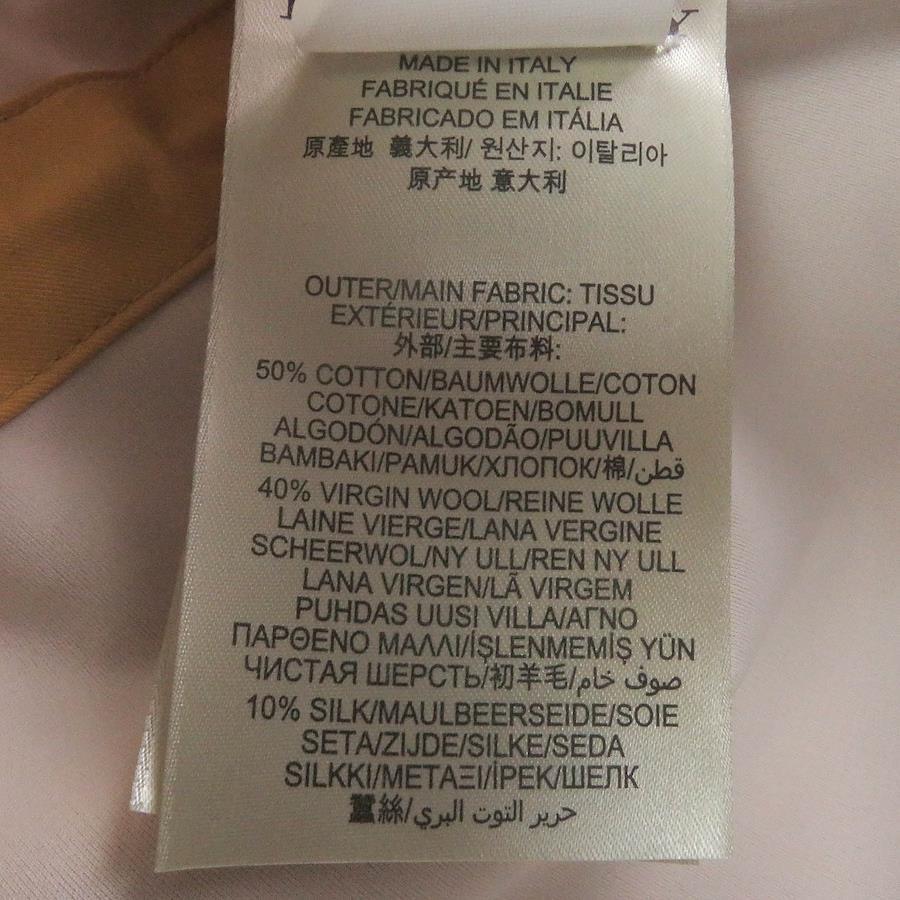 MADE IN ITALY
FABRIQUÉ EN ITALIE
FABRICADO EM ITÁLIA
原產地 義大利/ 원산지: 이탈리아
原产地 意大利
OUTER/MAIN FABRIC: TISSU
EXTÉRIEUR/PRINCIPAL:
外部/主要布料:
50% COTTON/BAUMWOLLE/COTON
COTONE/KATOEN/BOMULL
ALGODÓN/ALGODÃO/PUUVILLA
BAMBAKI/PAMUK/ХЛОПОК/棉/قطن
40% VIRGIN WOOL/REINE WOLLE
LAINE VIERGE/LANA VERGINE
SCHEERWOL/NY ULL/REN NY ULL
LANA VIRGEN/LÃ VIRGEM
PUHDAS UUSI VILLA/ΑΓΝΟ
ΠΑΡΘΕΝΟ ΜΑΛΛΙ/İŞLENMEMİŞ YÜN
ЧИСТАЯ ШЕРСТЬ/初羊毛/صوف خام
10% SILK/MAULBEERSEIDE/SOIE
SETA/ZIJDE/SILKE/SEDA
SILKKI/ΜΕΤΑΞΙ/İPEK/ШЕЛК
蠶絲/حرير التوت البري